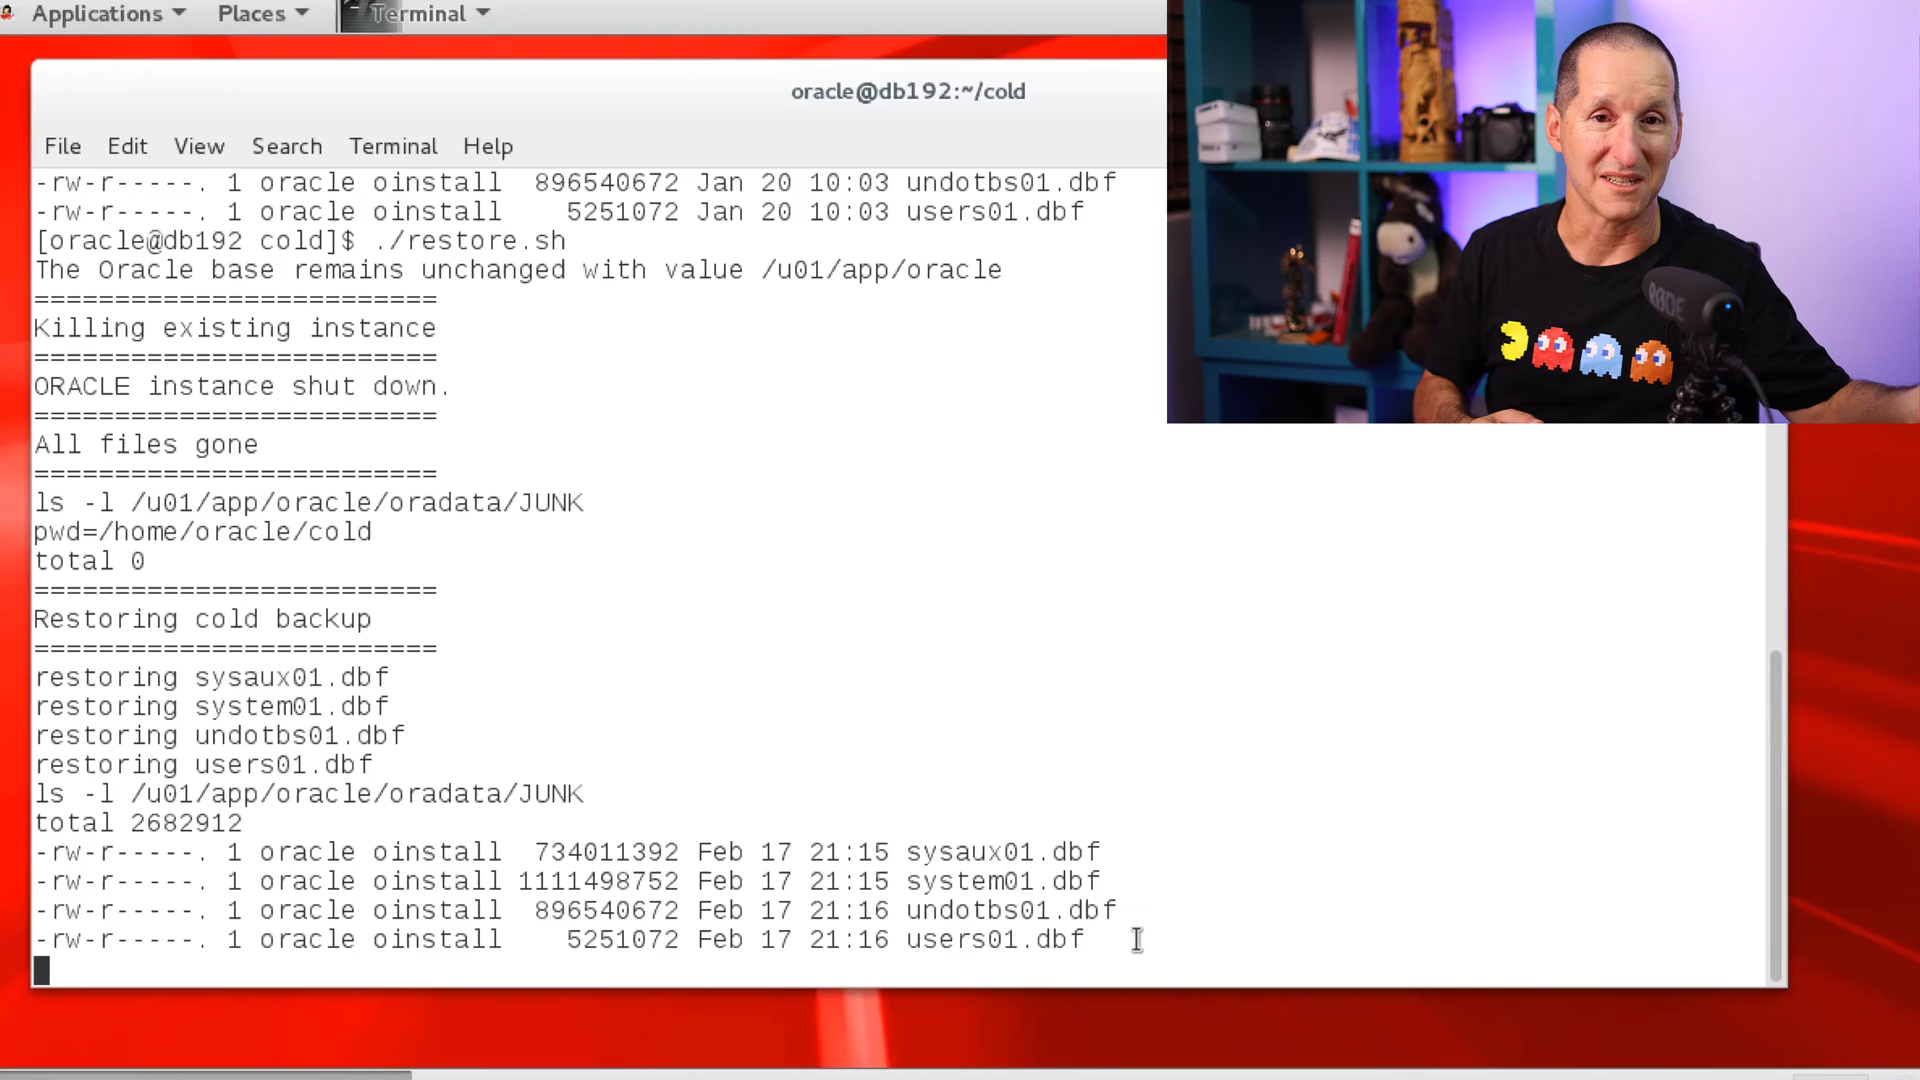 Applications
Places
Terminal
oracle@db192:~/cold
File Edit View Search Terminal Help
-rw-r-----. 1 oracle oinstall  896540672 Jan 20 10:03 undotbs01.dbf
-rw-r-----. 1 oracle oinstall    5251072 Jan 20 10:03 users01.dbf
[oracle@db192 cold]$ ./restore.sh
The Oracle base remains unchanged with value /u01/app/oracle
=========================
Killing existing instance
=========================
ORACLE instance shut down.
=========================
All files gone
=========================
ls -l /u01/app/oracle/oradata/JUNK
pwd=/home/oracle/cold
total 0
=========================
Restoring cold backup
=========================
restoring sysaux01.dbf
restoring system01.dbf
restoring undotbs01.dbf
restoring users01.dbf
ls -l /u01/app/oracle/oradata/JUNK
total 2682912
-rw-r-----. 1 oracle oinstall  734011392 Feb 17 21:15 sysaux01.dbf
-rw-r-----. 1 oracle oinstall 1111498752 Feb 17 21:15 system01.dbf
-rw-r-----. 1 oracle oinstall  896540672 Feb 17 21:16 undotbs01.dbf
-rw-r-----. 1 oracle oinstall    5251072 Feb 17 21:16 users01.dbf
RØDE